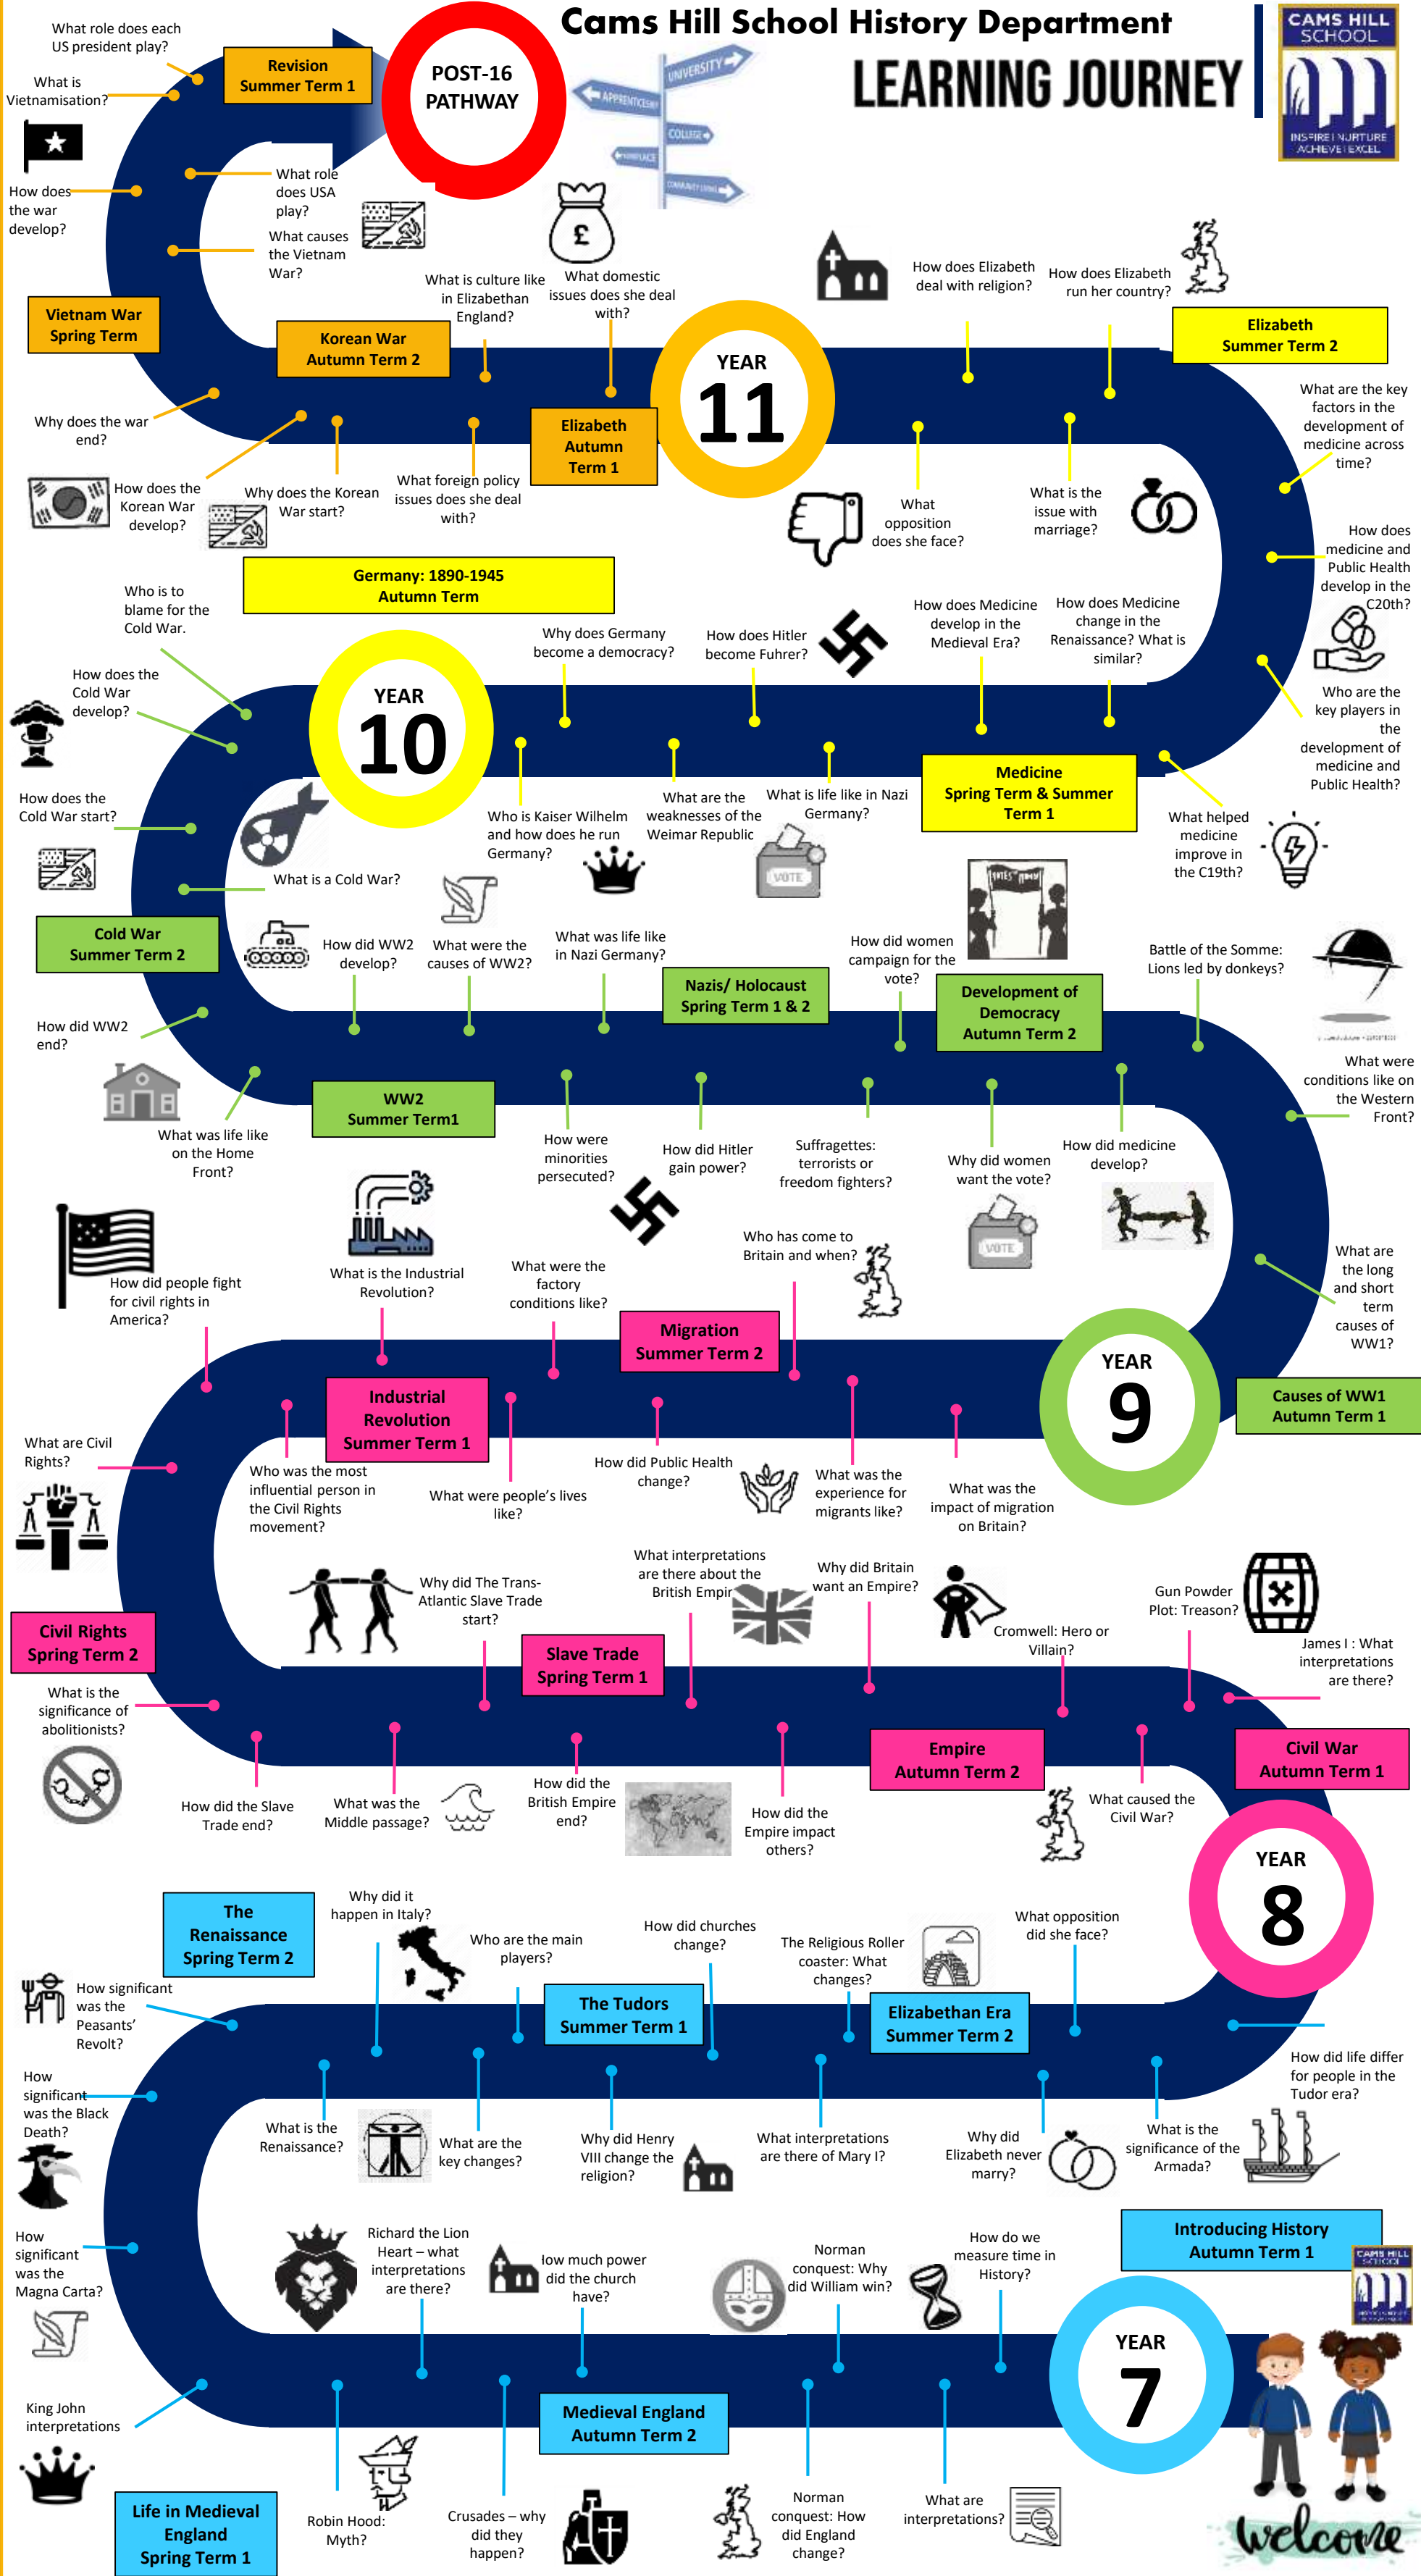 Cams Hill School History Department
LEARNING JOURNEY
CAMS HILL
SCHOOL
INSPIRE | NURTURE
ACHIEVE | EXCEL
POST-16
PATHWAY
UNIVERSITY
APPRENTICESHIP
COLLEGE
WORKPLACE
COMMUNITY LIVING
What role does each
US president play?
Revision
Summer Term 1
What is
Vietnamisation?
How does
the war
develop?
What role
does USA
play?
What causes
the Vietnam
War?
Vietnam War
Spring Term
Korean War
Autumn Term 2
What is culture like
in Elizabethan
England?
£
What domestic
issues does she deal
with?
YEAR
11
How does Elizabeth
deal with religion?
How does Elizabeth
run her country?
Elizabeth
Summer Term 2
Why does the war
end?
How does the
Korean War
develop?
Why does the Korean
War start?
What foreign policy
issues does she deal
with?
Elizabeth
Autumn
Term 1
What
opposition
does she face?
What is the
issue with
marriage?
What are the key
factors in the
development of
medicine across
time?
How does
medicine and
Public Health
develop in the
C20th?
Who are the
key players in
the
development of
medicine and
Public Health?
Germany: 1890-1945
Autumn Term
Who is to
blame for the
Cold War.
How does the
Cold War
develop?
YEAR
10
Why does Germany
become a democracy?
How does Hitler
become Fuhrer?
How does Medicine
develop in the
Medieval Era?
How does Medicine
change in the
Renaissance? What is
similar?
How does the
Cold War start?
Who is Kaiser Wilhelm
and how does he run
Germany?
What are the
weaknesses of the
Weimar Republic
What is life like in Nazi
Germany?
VOTE
Medicine
Spring Term & Summer
Term 1
What helped
medicine
improve in
the C19th?
What is a Cold War?
Cold War
Summer Term 2
How did WW2
develop?
What were the
causes of WW2?
What was life like
in Nazi Germany?
Nazis/ Holocaust
Spring Term 1 & 2
How did women
campaign for the
vote?
Development of
Democracy
Autumn Term 2
Battle of the Somme:
Lions led by donkeys?
How did WW2
end?
What was life like
on the Home
Front?
WW2
Summer Term1
How were
minorities
persecuted?
How did Hitler
gain power?
Suffragettes:
terrorists or
freedom fighters?
Why did women
want the vote?
VOTE
How did medicine
develop?
What were
conditions like on
the Western
Front?
What are
the long
and short
term
causes of
WW1?
How did people fight
for civil rights in
America?
What is the Industrial
Revolution?
What were the
factory
conditions like?
Migration
Summer Term 2
Who has come to
Britain and when?
YEAR
9
Causes of WW1
Autumn Term 1
What are Civil
Rights?
Who was the most
influential person in
the Civil Rights
movement?
Industrial
Revolution
Summer Term 1
What were people's lives
like?
How did Public Health
change?
What was the
experience for
migrants like?
What was the
impact of migration
on Britain?
Civil Rights
Spring Term 2
Why did The Trans-
Atlantic Slave Trade
start?
Slave Trade
Spring Term 1
What interpretations
are there about the
British Empir
Why did Britain
want an Empire?
Cromwell: Hero or
Villain?
Gun Powder
Plot: Treason?
James I : What
interpretations
are there?
What is the
significance of
abolitionists?
How did the Slave
Trade end?
What was the
Middle passage?
How did the
British Empire
end?
How did the
Empire impact
others?
Empire
Autumn Term 2
What caused the
Civil War?
Civil War
Autumn Term 1
YEAR
8
The
Renaissance
Spring Term 2
Why did it
happen in Italy?
Who are the main
players?
The Tudors
Summer Term 1
How did churches
change?
The Religious Roller
coaster: What
changes?
Elizabethan Era
Summer Term 2
What opposition
did she face?
How significant
was the
Peasants'
Revolt?
How
significant
was the Black
Death?
What is the
Renaissance?
What are the
key changes?
Why did Henry
VIII change the
religion?
What interpretations
are there of Mary I?
Why did
Elizabeth never
marry?
What is the
significance of the
Armada?
How did life differ
for people in the
Tudor era?
How
significant
was the
Magna Carta?
Richard the Lion
Heart – what
interpretations
are there?
How much power
did the church
have?
Norman
conquest: Why
did William win?
How do we
measure time in
History?
Introducing History
Autumn Term 1
CAMS HILL
SCHOOL
YEAR
7
King John
interpretations
Life in Medieval
England
Spring Term 1
Robin Hood:
Myth?
Crusades – why
did they
happen?
Medieval England
Autumn Term 2
Norman
conquest: How
did England
change?
What are
interpretations?
welcome